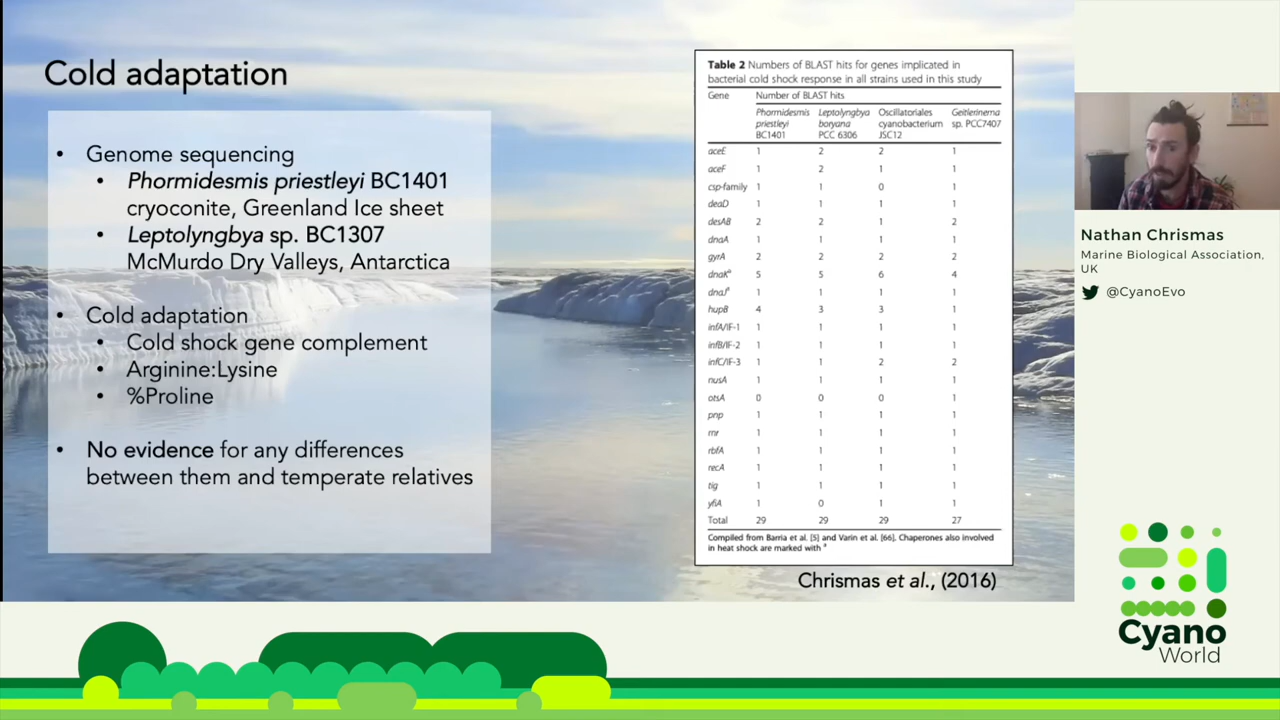 Cold adaptation
• Genome sequencing
• Phormidesmis priestleyi BC1401
cryoconite, Greenland Ice sheet
• Leptolyngbya sp. BC1307
McMurdo Dry Valleys, Antarctica
• Cold adaptation
• Cold shock gene complement
• Arginine:Lysine
• %Proline
• No evidence for any differences
between them and temperate relatives
Table 2 Numbers of BLAST hits for genes implicated in
bacterial cold shock response in all strains used in this study
Gene Number of BLAST hits
Phormidesmis Leptolyngbya Oscillatoriales Geitlerinema
priestleyi boryana cyanobacterium sp. PCC7407
BC1401 PCC 6306 JSC12
aceE 1 2 2 1
aceF 1 2 1 1
csp-family 1 1 0 1
deaD 1 1 1 1
desAB 2 2 1 2
dnaA 1 1 1 1
gyrA 2 2 2 2
dnaKª 5 5 6 4
dnaJª 1 1 1 1
hupB 4 3 3 1
infA/IF-1 1 1 1 1
infB/IF-2 1 1 1 1
infC/IF-3 1 1 2 2
nusA 1 1 1 1
otsA 0 0 0 1
pnp 1 1 1 1
rnr 1 1 1 1
rbfA 1 1 1 1
recA 1 1 1 1
tig 1 1 1 1
yfiA 1 0 1 1
Total 29 29 29 27
Compiled from Barria et al. [5] and Varin et al. [66]. Chaperones also involved
in heat shock are marked with ª
Chrismas et al., (2016)
Nathan Chrismas
Marine Biological Association,
UK
@CyanoEvo
Cyano
World